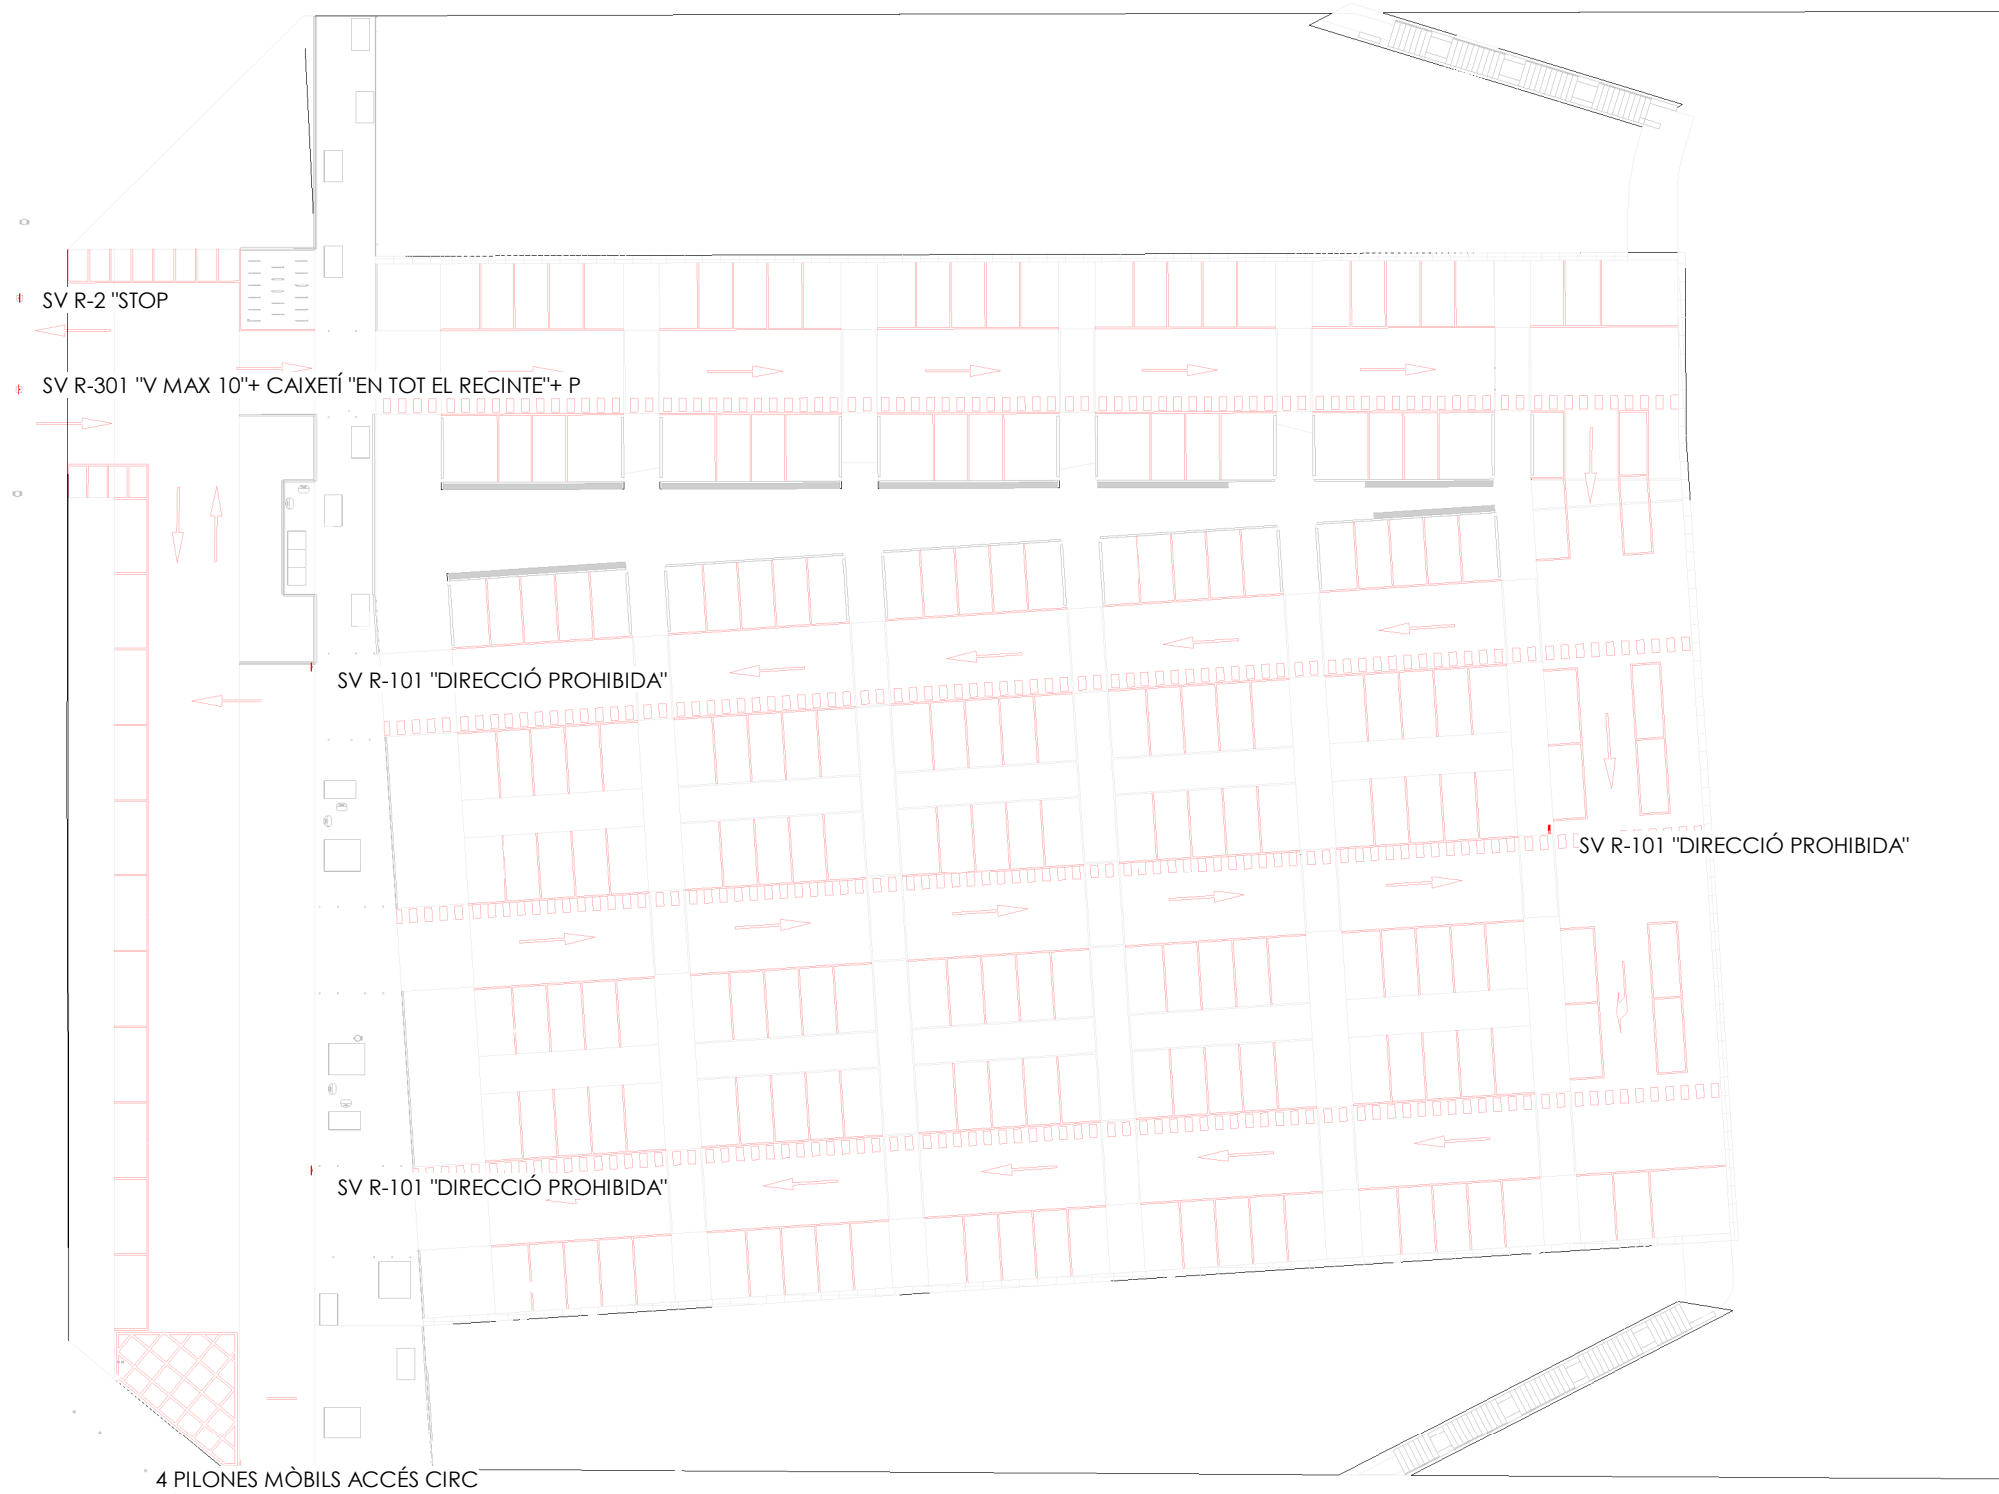 SV R-2 "STOP
SV R-301 "V MAX 10"+ CAIXETÍ "EN TOT EL RECINTE"+ P
SV R-101 "DIRECCIÓ PROHIBIDA"
SV R-101 "DIRECCIÓ PROHIBIDA"
SV R-101 "DIRECCIÓ PROHIBIDA"
4 PILONES MÒBILS ACCÉS CIRC